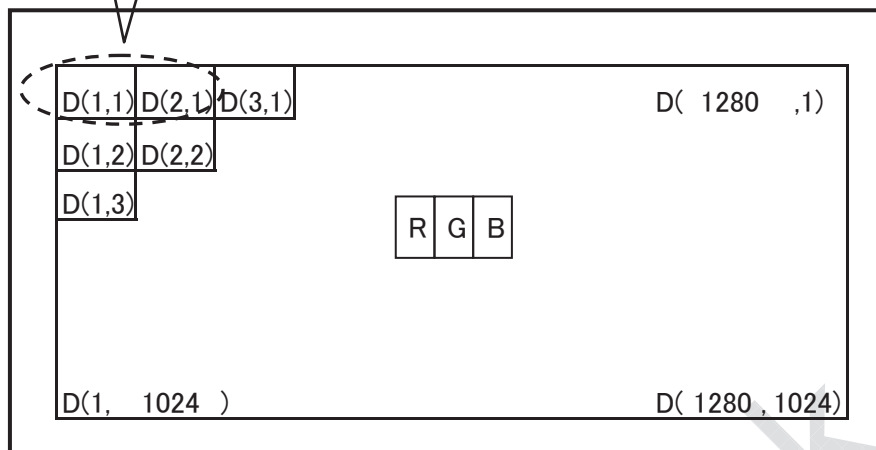 D(1,1) D(2,1) D(3,1) D( 1280 ,1)
D(1,2) D(2,2)
D(1,3)
R G B
D(1, 1024 ) D( 1280 , 1024)